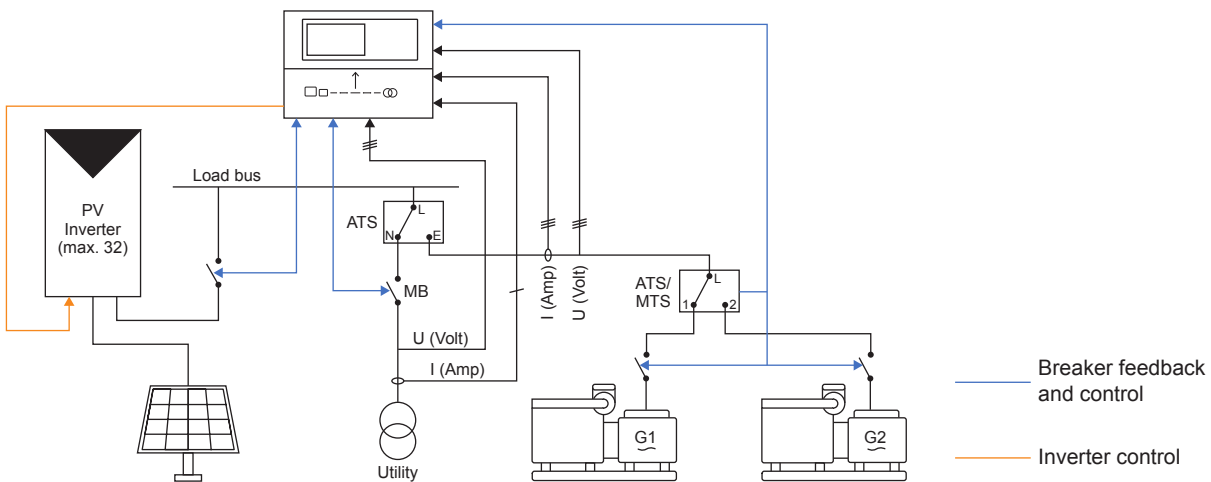 Load bus
PV
Inverter
(max. 32)
ATS
L
N
E
MB
U (Volt)
I (Amp)
Utility
I (Amp)
U (Volt)
ATS/
MTS
L
1
2
G1
G2
Breaker feedback
and control
Inverter control